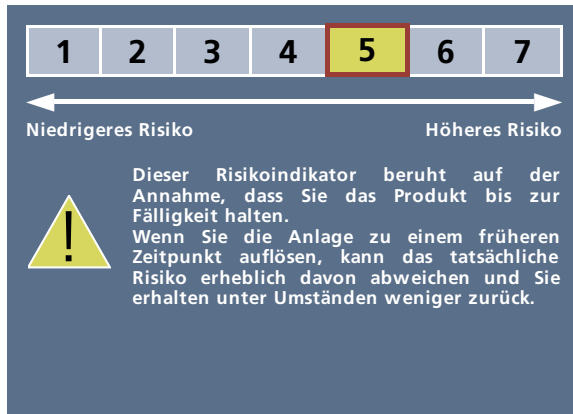 1 2 3 4 5 6 7
Niedrigeres Risiko Höheres Risiko
Dieser Risikoindikator beruht auf der
Annahme, dass Sie das Produkt bis zur
Fälligkeit halten.
Wenn Sie die Anlage zu einem früheren
Zeitpunkt auflösen, kann das tatsächliche
Risiko erheblich davon abweichen und Sie
erhalten unter Umständen weniger zurück.
!